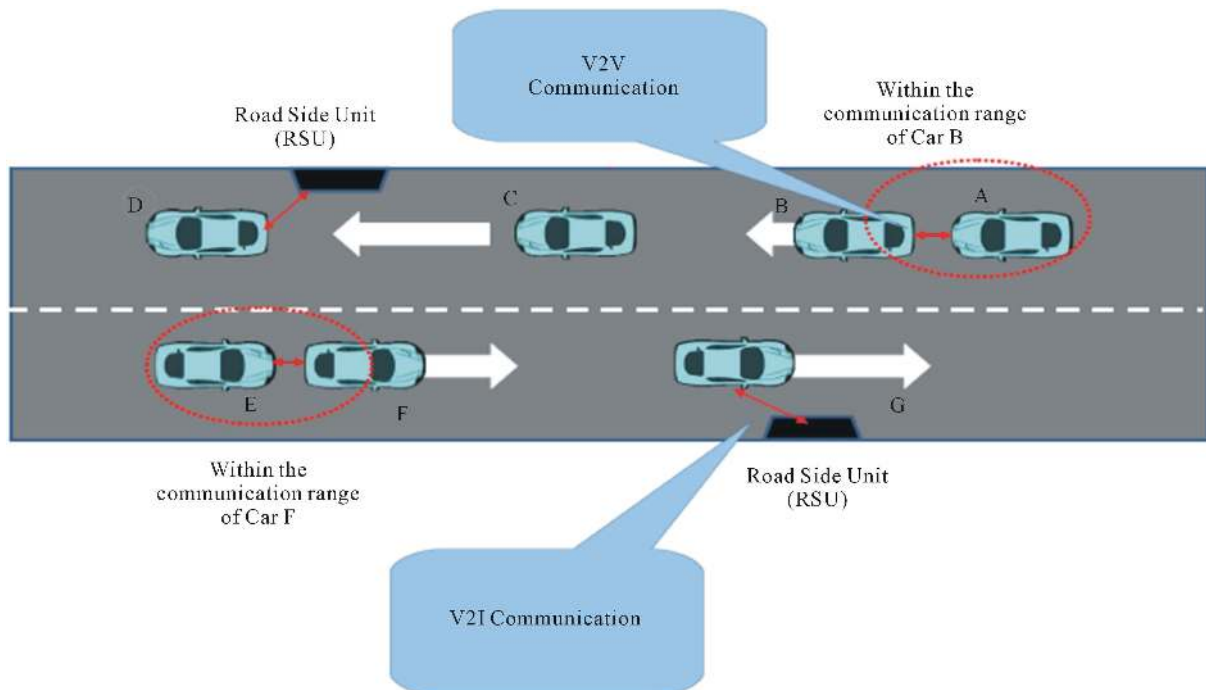 V2V
Communication
Within the
communication range
of Car B
Road Side Unit
(RSU)
D
C
B
A
E
F
G
Within the
communication range
of Car F
Road Side Unit
(RSU)
V2I Communication